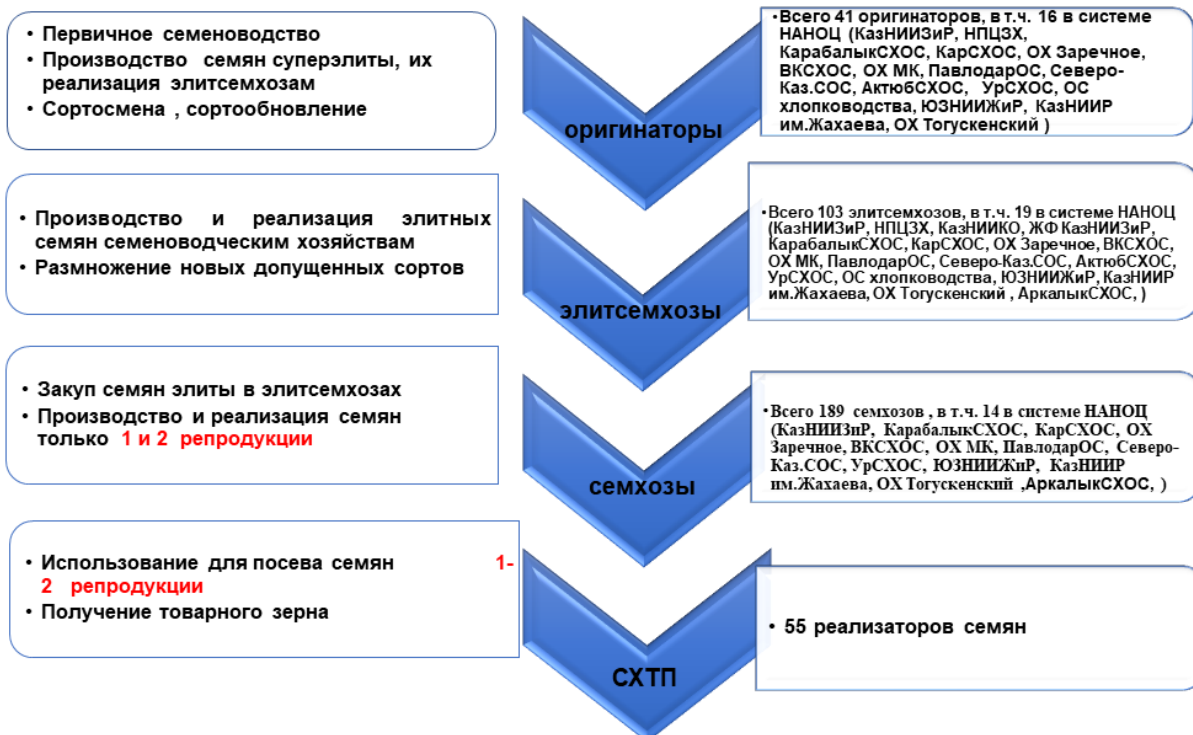 • Первичное семеноводство
• Производство семян суперэлиты, их
реализация элитсемхозам
• Сортосмена , сортообновление
оригинаторы
•Всего 41 оригинаторов, в т.ч. 16 в системе
НАНОЦ (КазНИИЗиР, НПЦЗХ,
КарабалыкСХОС, КарСХОС, ОХ Заречное,
ВКСХОС, ОХ МК, ПавлодарОС, Северо-
Каз.СОС, АктюбСХОС, УрСХОС, ОС
хлопководства, ЮЗНИИЖиР, КазНИИР
им.Жахаева, ОХ Тогускенский )
• Производство и реализация элитных
семян семеноводческим хозяйствам
• Размножение новых допущенных сортов
элитсемхозы
•Всего 103 элитсемхозов, в т.ч. 19 в системе НАНОЦ
(КазНИИЗиР, НПЦЗХ, КазНИИКО, ЖФ КазНИИЗиР,
КарабалыкСХОС, КарСХОС, ОХ Заречное, ВКСХОС,
ОХ МК, ПавлодарОС, Северо-Каз.СОС, АктюбСХОС,
УрСХОС, ОС хлопководства, ЮЗНИИЖиР, КазНИИР
им.Жахаева, ОХ Тогускенский , АркалыкСХОС, )
• Закуп семян элиты в элитсемхозах
• Производство и реализация семян
только 1 и 2 репродукции
семхозы
•Всего 189 семхозов , в т.ч. 14 в системе НАНОЦ
(КазНИИЗиР, КарабалыкСХОС, КарСХОС, ОХ
Заречное, ВКСХОС, ОХ МК, ПавлодарОС, Северо-
Каз.СОС, УрСХОС, ЮЗНИИЖиР, КазНИИР
им.Жахаева, ОХ Тогускенский ,АркалыкСХОС, )
• Использование для посева семян 1-
2 репродукции
• Получение товарного зерна
СХТП
• 55 реализаторов семян